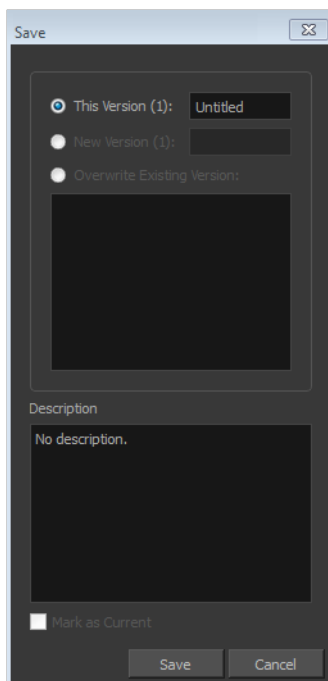 Save
This Version (1): Untitled
New Version (1):
Overwrite Existing Version:
Description
No description.
Mark as Current
Save Cancel